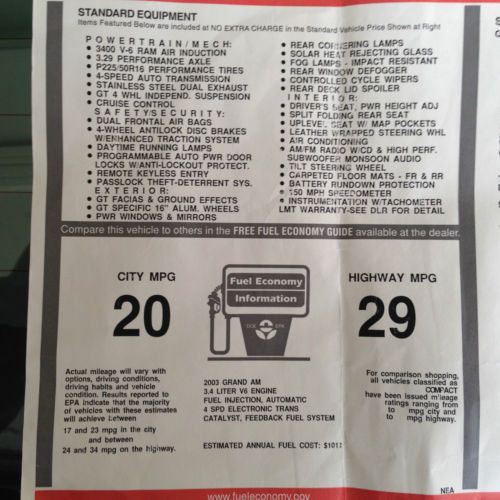 STANDARD EQUIPMENT
Items Featured Below are included at NO EXTRA CHARGE in the Standard Vehicle Price Shown at Right
POWERTRAIN/MECH:
• 3400 V-6 RAM AIR INDUCTION
• 3.29 PERFORMANCE AXLE
• P225/50R16 PERFORMANCE TIRES
• 4-SPEED AUTO TRANSMISSION
• STAINLESS STEEL DUAL EXHAUST
• GT 4 WHL INDEPEND. SUSPENSION
• CRUISE CONTROL
SAFETY/SECURITY:
• DUAL FRONTAL AIR BAGS
• 4-WHEEL ANTILOCK DISC BRAKES
W/ENHANCED TRACTION SYSTEM
• DAYTIME RUNNING LAMPS
• PROGRAMMABLE AUTO PWR DOOR
LOCKS W/ANTI-LOCKOUT PROTECT.
• REMOTE KEYLESS ENTRY
• PASSLOCK THEFT-DETERRENT SYS.
EXTERIOR:
• GT FACIAS & GROUND EFFECTS
• GT SPECIFIC 16" ALUM. WHEELS
• PWR WINDOWS & MIRRORS
• REAR CORNERING LAMPS
• SOLAR HEAT REJECTING GLASS
• FOG LAMPS - IMPACT RESISTANT
• REAR WINDOW DEFOGGER
• CONTROLLED CYCLE WIPERS
• REAR DECK LID SPOILER
INTERIOR:
• DRIVER'S SEAT, PWR HEIGHT ADJ
• SPLIT FOLDING REAR SEAT
• UPLEVEL SEAT W/ MAP POCKETS
• LEATHER WRAPPED STEERING WHL
• AIR CONDITIONING
• AM/FM RADIO W/CD & HIGH PERF.
SUBWOOFER MONSOON AUDIO
• TILT STEERING WHEEL
• CARPETED FLOOR MATS - FR & RR
• BATTERY RUNDOWN PROTECTION
• 150 MPH SPEEDOMETER
• INSTRUMENTATION W/TACHOMETER
LMT WARRANTY-SEE DLR FOR DETAIL
Compare this vehicle to others in the FREE FUEL ECONOMY GUIDE available at the dealer.
CITY MPG
20
Fuel Economy
Information
DOE EPA
HIGHWAY MPG
29
Actual mileage will vary with
options, driving conditions,
driving habits and vehicle
condition. Results reported to
EPA indicate that the majority
of vehicles with these estimates
will achieve between
17 and 23 mpg in the city
and between
24 and 34 mpg on the highway.
2003 GRAND AM
3.4 LITER V6 ENGINE
FUEL INJECTION, AUTOMATIC
4 SPD ELECTRONIC TRANS
CATALYST, FEEDBACK FUEL SYSTEM
ESTIMATED ANNUAL FUEL COST: $1011
For comparison shopping,
all vehicles classified as
COMPACT
have been issued mileage
ratings ranging from
to mpg city and
to mpg highway.
NEA
www.fueleconomy.gov